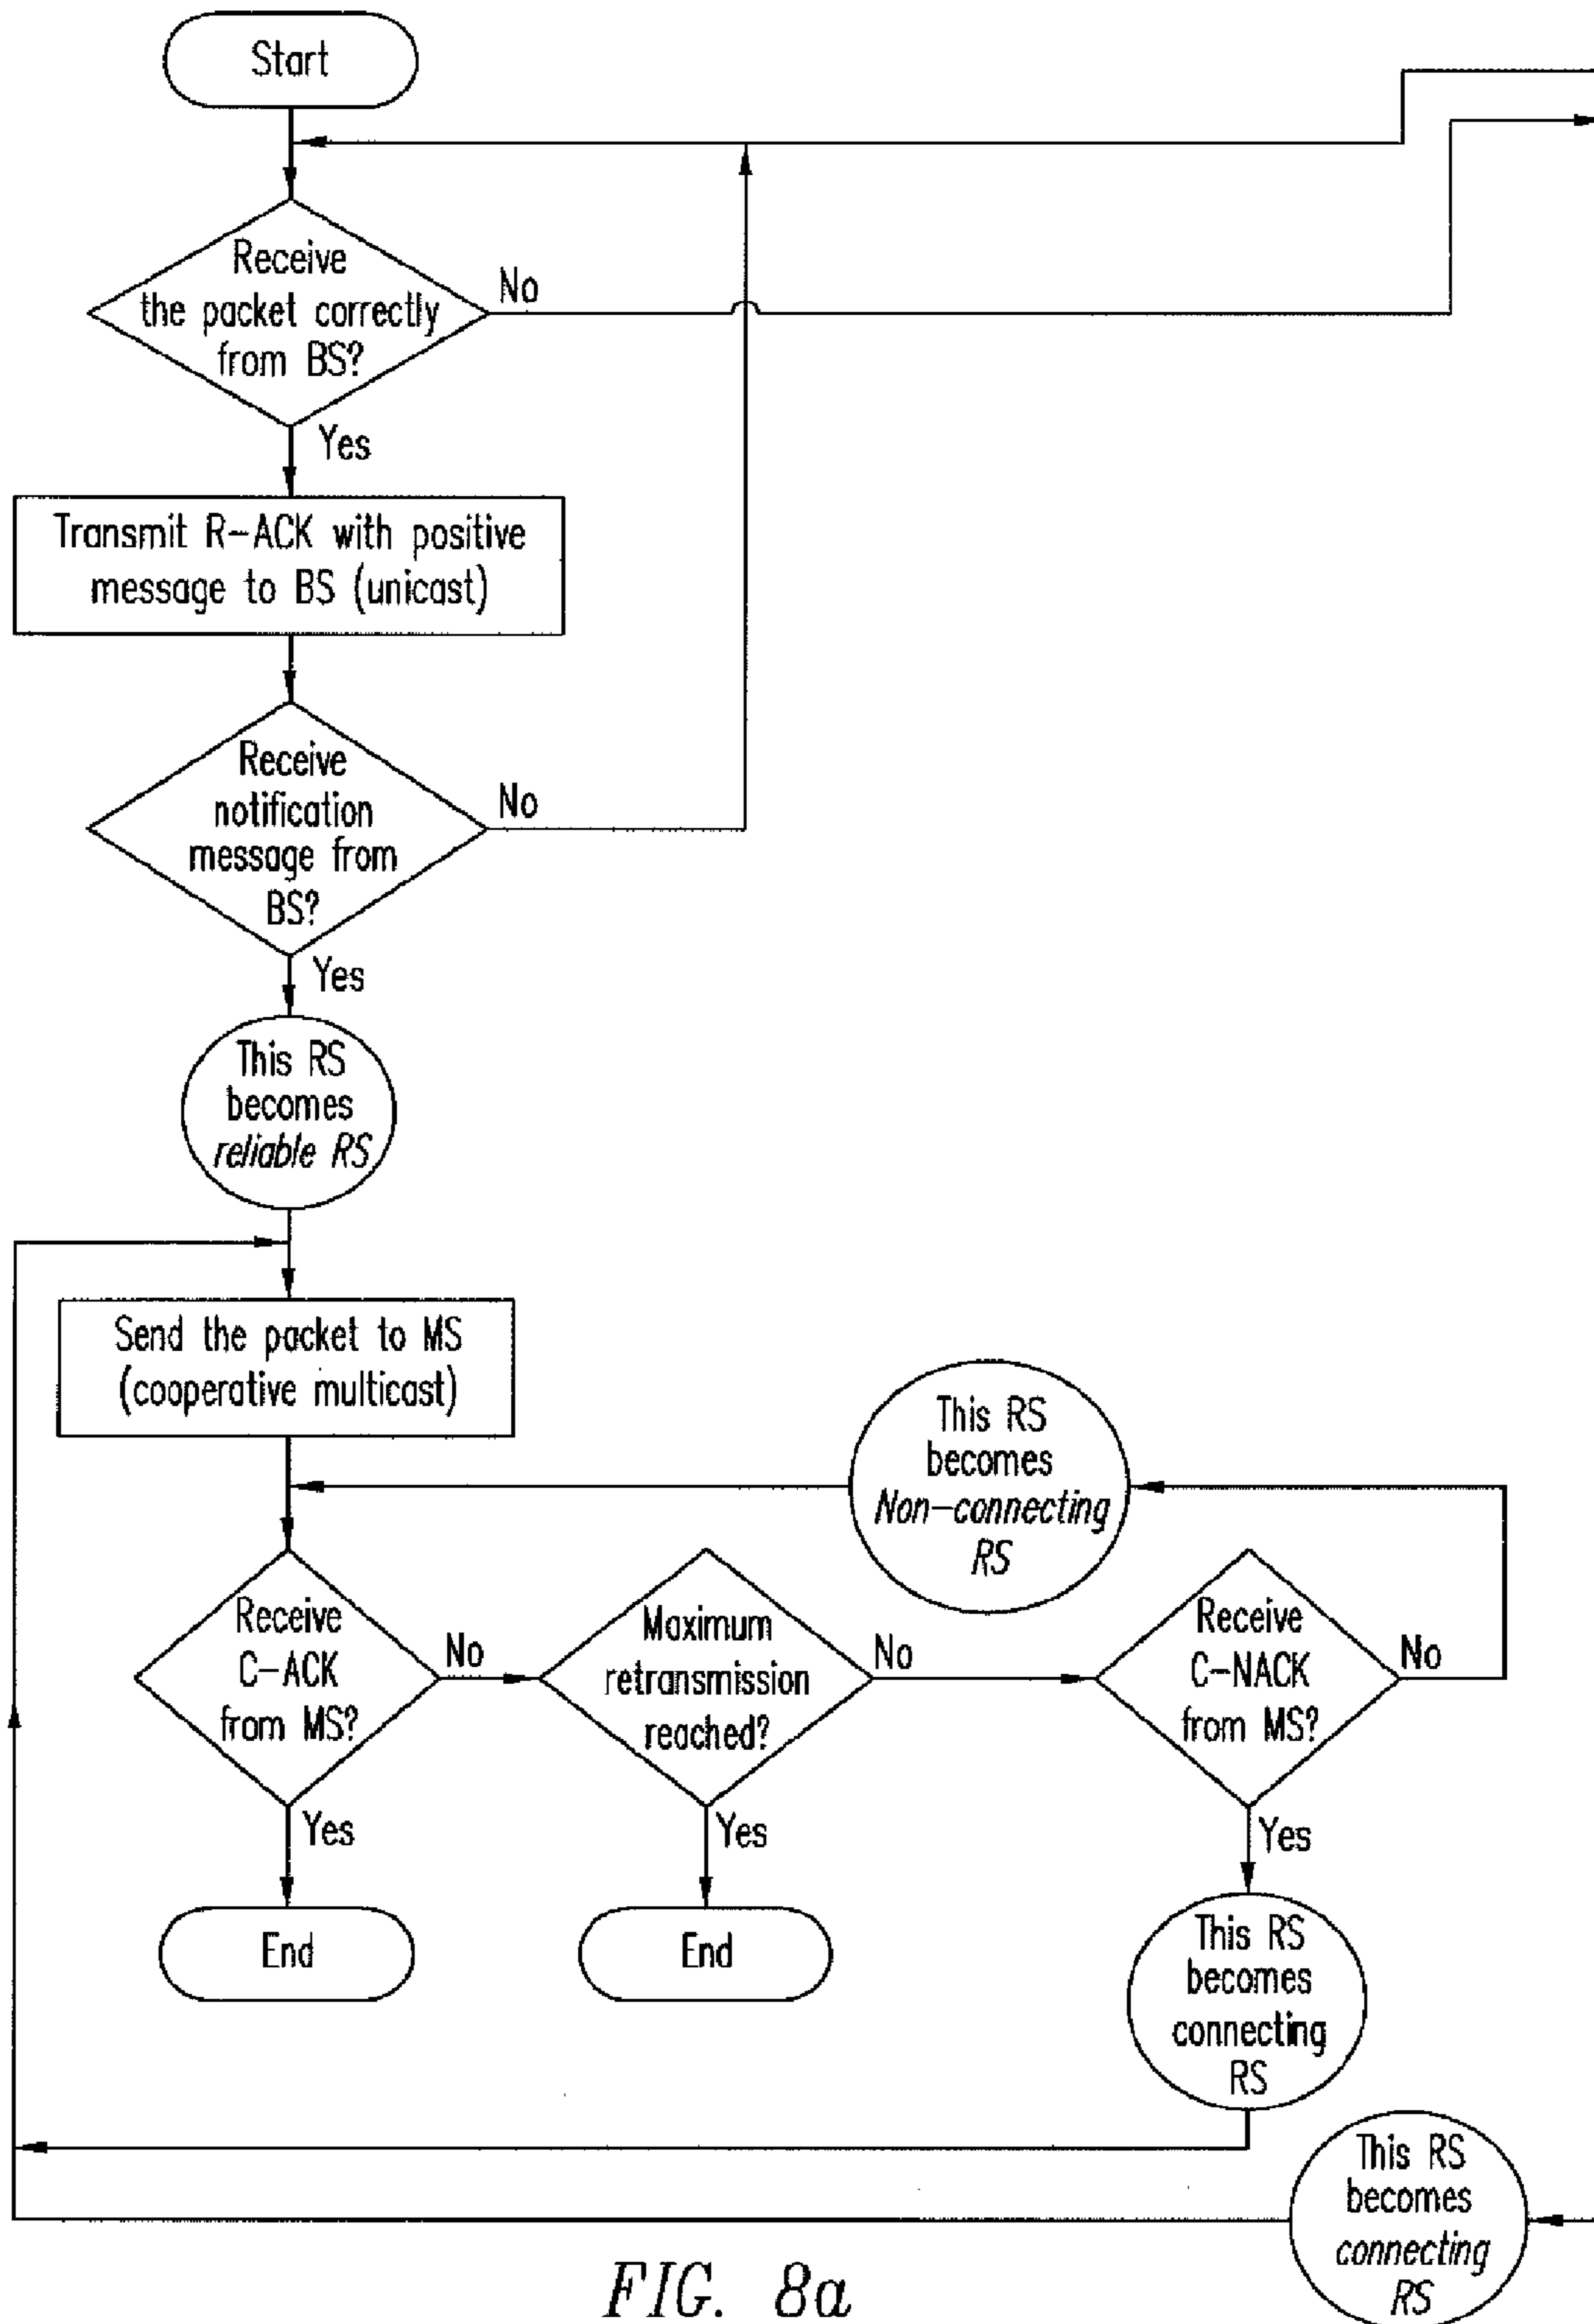 Start
Receive
the packet correctly
from BS?
No
Yes
Transmit R-ACK with positive
message to BS (unicast)
Receive
notification
message from
BS?
No
Yes
This RS
becomes
reliable RS
Send the packet to MS
(cooperative multicast)
This RS
becomes
Non-connecting
RS
Receive
C-ACK
from MS?
No
Maximum
retransmission
reached?
No
Receive
C-NACK
from MS?
No
Yes
Yes
Yes
End
End
This RS
becomes
connecting
RS
This RS
becomes
connecting
RS
FIG. 8a